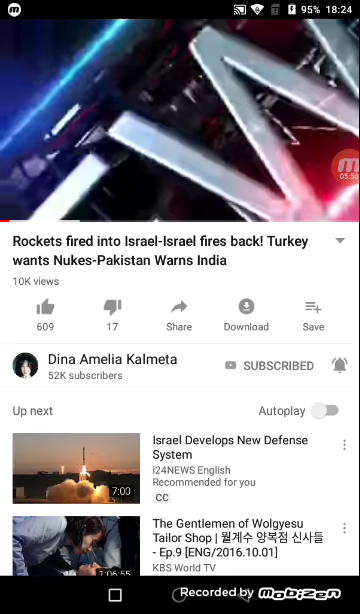 95% 18:24
05:50
Rockets fired into Israel-Israel fires back! Turkey
wants Nukes-Pakistan Warns India
10K views
609 17 Share Download Save
Dina Amelia Kalmeta
52K subscribers
SUBSCRIBED
Up next Autoplay
7:00
Israel Develops New Defense
System
i24NEWS English
Recommended for you
CC
1:06:55
The Gentlemen of Wolgyesu
Tailor Shop | 월계수 양복점 신사들
- Ep.9 [ENG/2016.10.01]
KBS World TV
Recorded by Mobizen